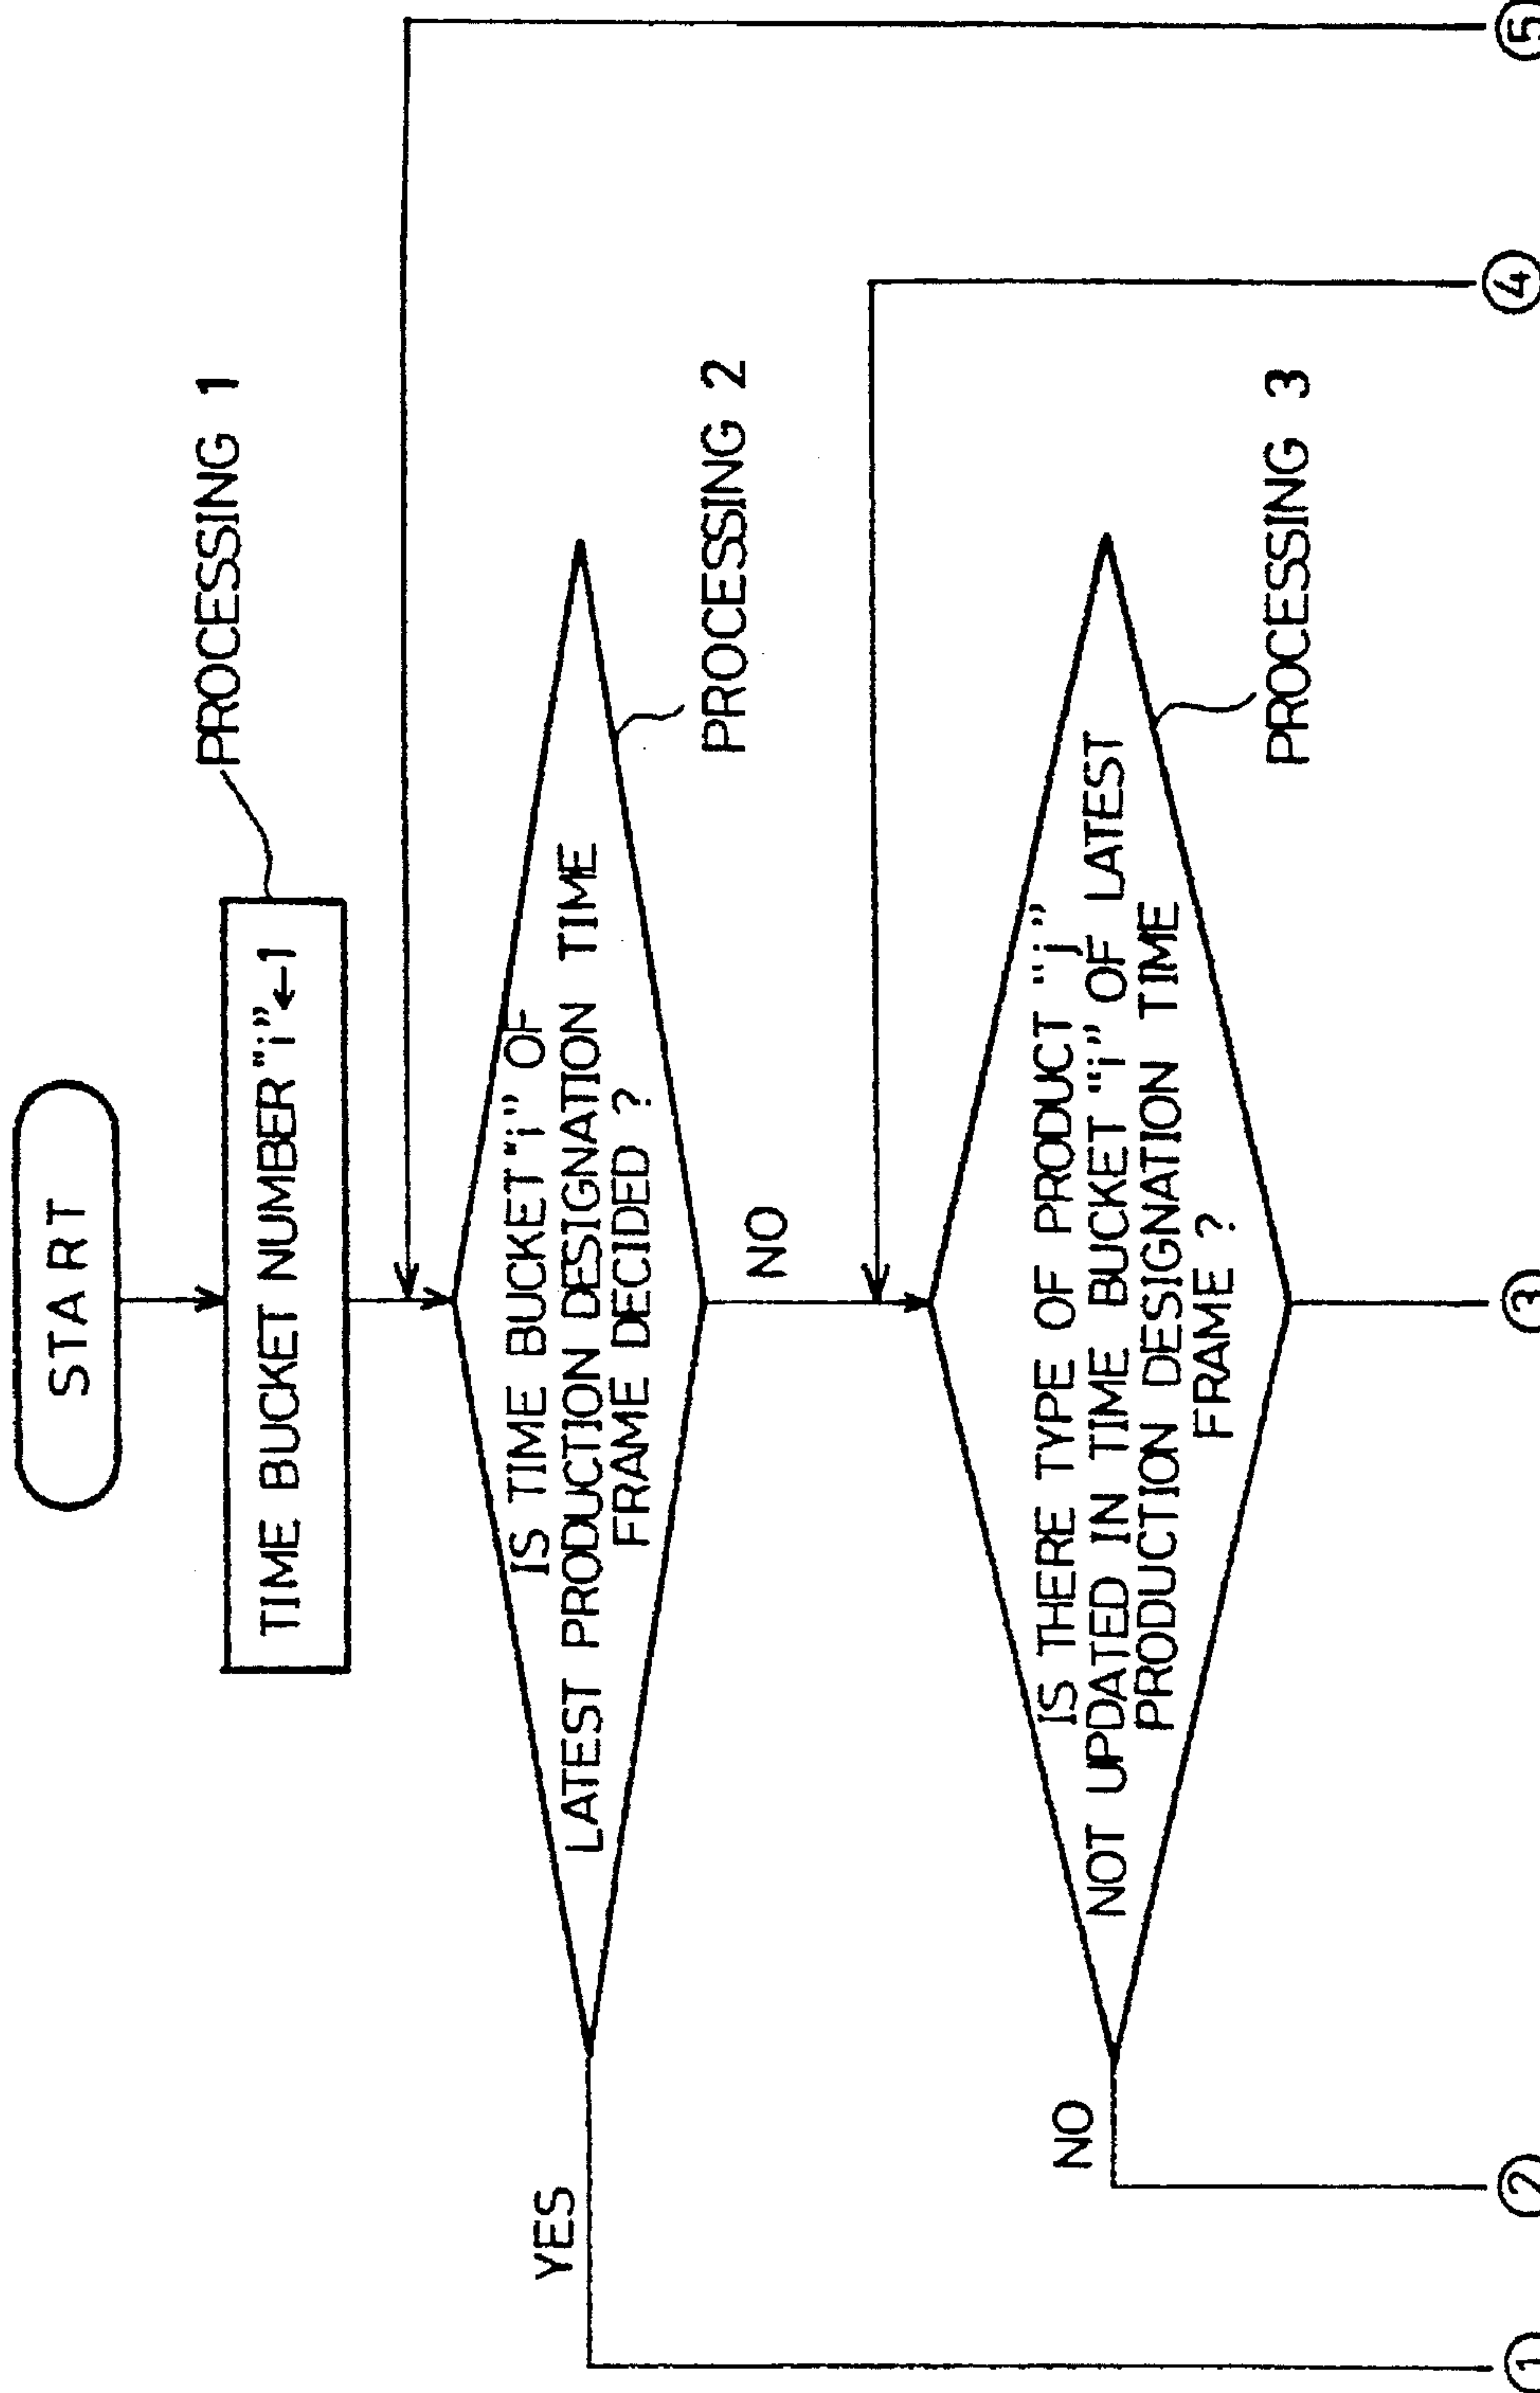 START
TIME BUCKET NUMBER "i"←1
PROCESSING 1
IS TIME BUCKET "i" OF
LATEST PRODUCTION DESIGNATION TIME
FRAME DECIDED ?
PROCESSING 2
YES
NO
IS THERE TYPE OF PRODUCT "j"
NOT UPDATED IN TIME BUCKET "i" OF LATEST
PRODUCTION DESIGNATION TIME
FRAME ?
PROCESSING 3
NO
①
②
③
④
⑤